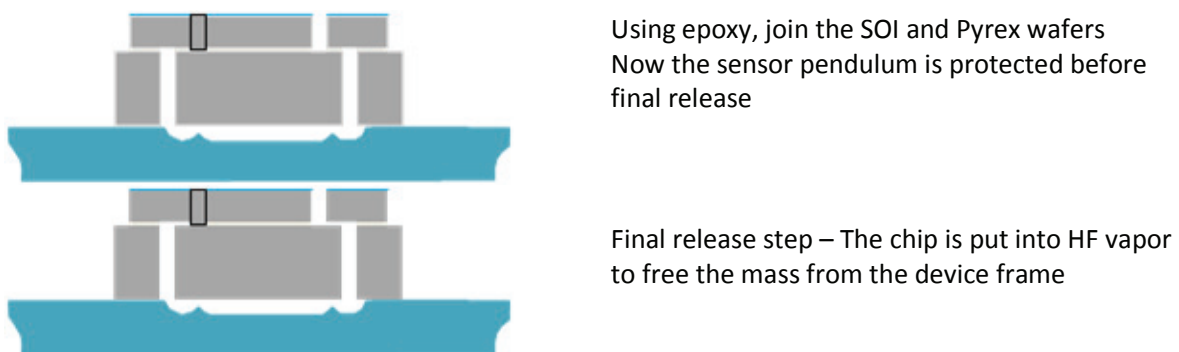 Using epoxy, join the SOI and Pyrex wafers
Now the sensor pendulum is protected before
final release
Final release step – The chip is put into HF vapor
to free the mass from the device frame